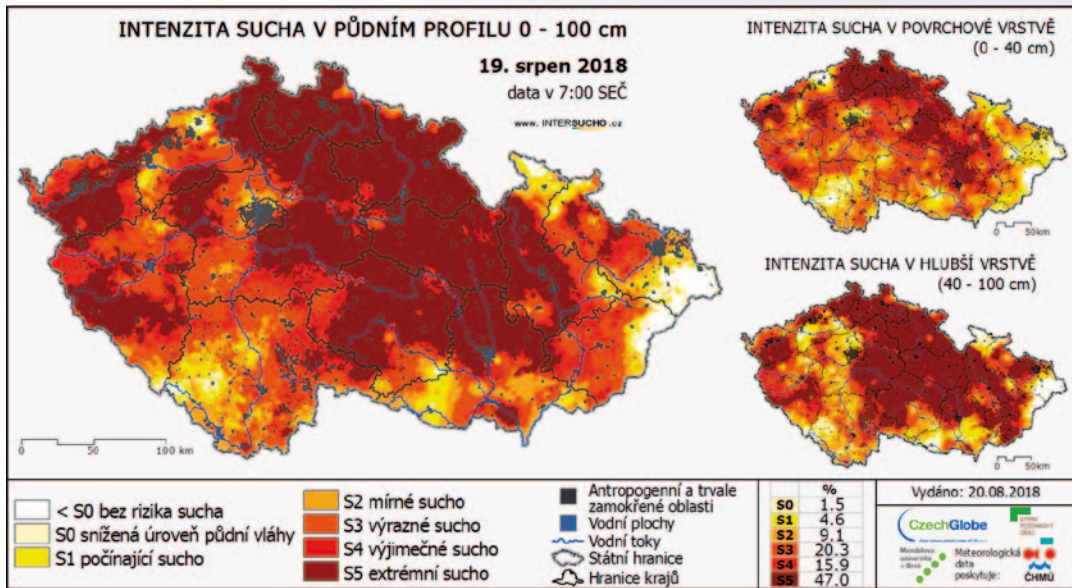 INTENZITA SUCHA V PŮDNÍM PROFILU 0 - 100 cm
19. srpen 2018
data v 7:00 SEČ
www.INTERSUCHO.cz
INTENZITA SUCHA V POVRCHOVÉ VRSTVĚ
(0 - 40 cm)
0 50km
INTENZITA SUCHA V HLUBŠÍ VRSTVĚ
(40 - 100 cm)
0 50km
0 50 100 km
< S0 bez rizika sucha
S0 snížená úroveň půdní vláhy
S1 počínající sucho
S2 mírné sucho
S3 výrazné sucho
S4 výjimečné sucho
S5 extrémní sucho
Antropogenní a trvale
zamokřené oblasti
Vodní plochy
Vodní toky
Státní hranice
Hranice krajů
%
S0 1.5
S1 4.6
S2 9.1
S3 20.3
S4 15.9
S5 47.0
Vydáno: 20.08.2018
CzechGlobe
STÁTNÍ
POZEMKOVÝ
ÚŘAD
Mendelova
univerzita
v Brně
Meteorologická
data
poskytuje:
ČHMÚ